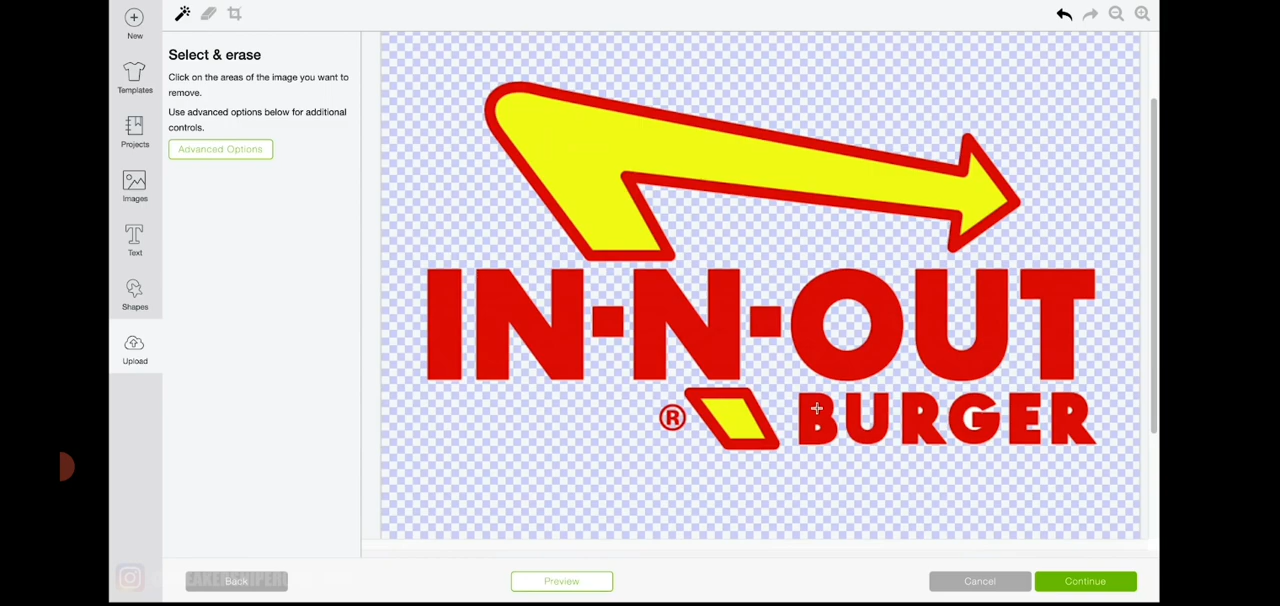 New
Templates
Projects
Images
Text
Shapes
Upload
Select & erase
Click on the areas of the image you want to
remove.
Use advanced options below for additional
controls.
Advanced Options
IN-N-OUT
® BURGER
Back
Preview
Cancel
Continue